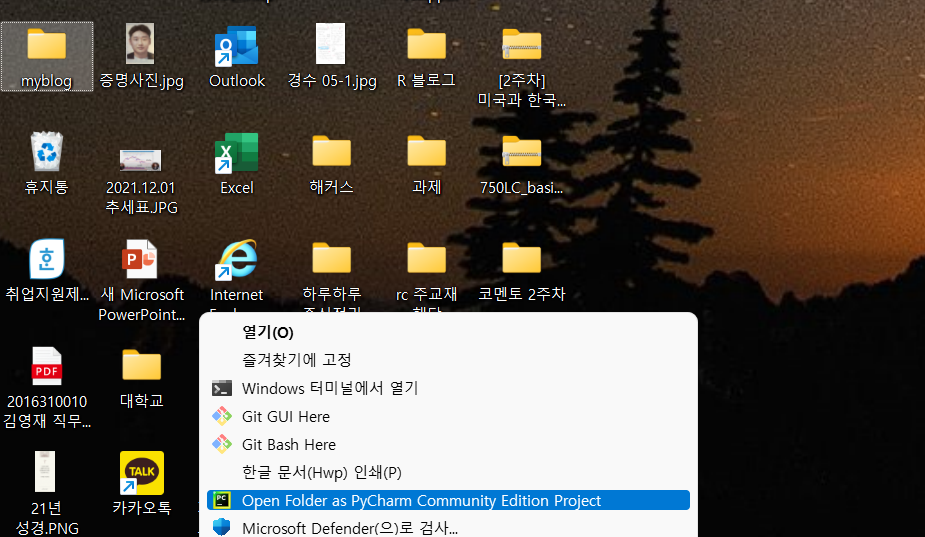 myblog
증명사진.jpg
Outlook
경수 05-1.jpg
R 블로그
[2주차]
미국과 한국...
휴지통
2021.12.01
추세표.JPG
Excel
해커스
과제
750LC_basi...
취업지원제...
새 Microsoft
PowerPoint...
Internet
하루하루
rc 주교재
코멘토 2주차
2016310010
김영재 직무...
대학교
21년
성경.PNG
카카오톡
열기(O)
즐겨찾기에 고정
Windows 터미널에서 열기
Git GUI Here
Git Bash Here
한글 문서(Hwp) 인쇄(P)
Open Folder as PyCharm Community Edition Project
Microsoft Defender(으)로 검사...